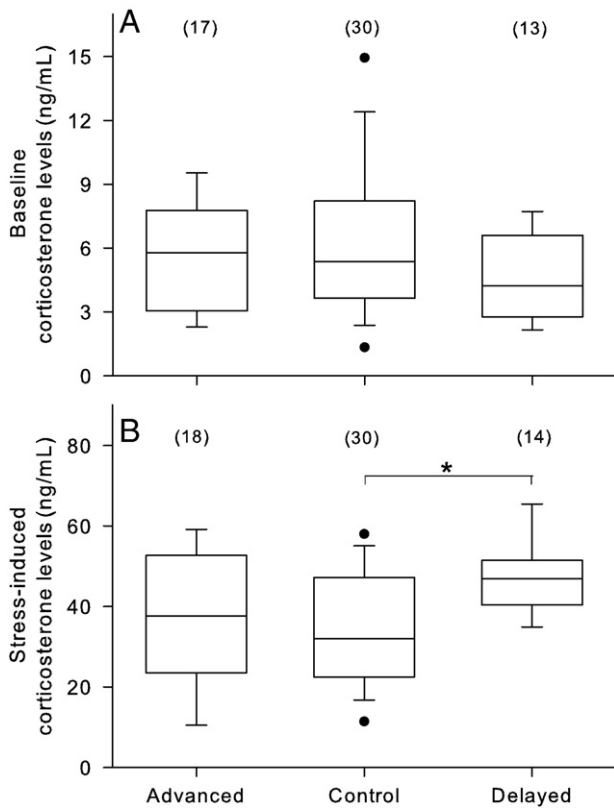 A
(17) (30) (13)
15
12
9
6
3
0
Baseline
corticosterone levels (ng/mL)
B
(18) (30) (14)
80
*
60
40
20
0
Stress-induced
corticosterone levels (ng/mL)
Advanced Control Delayed